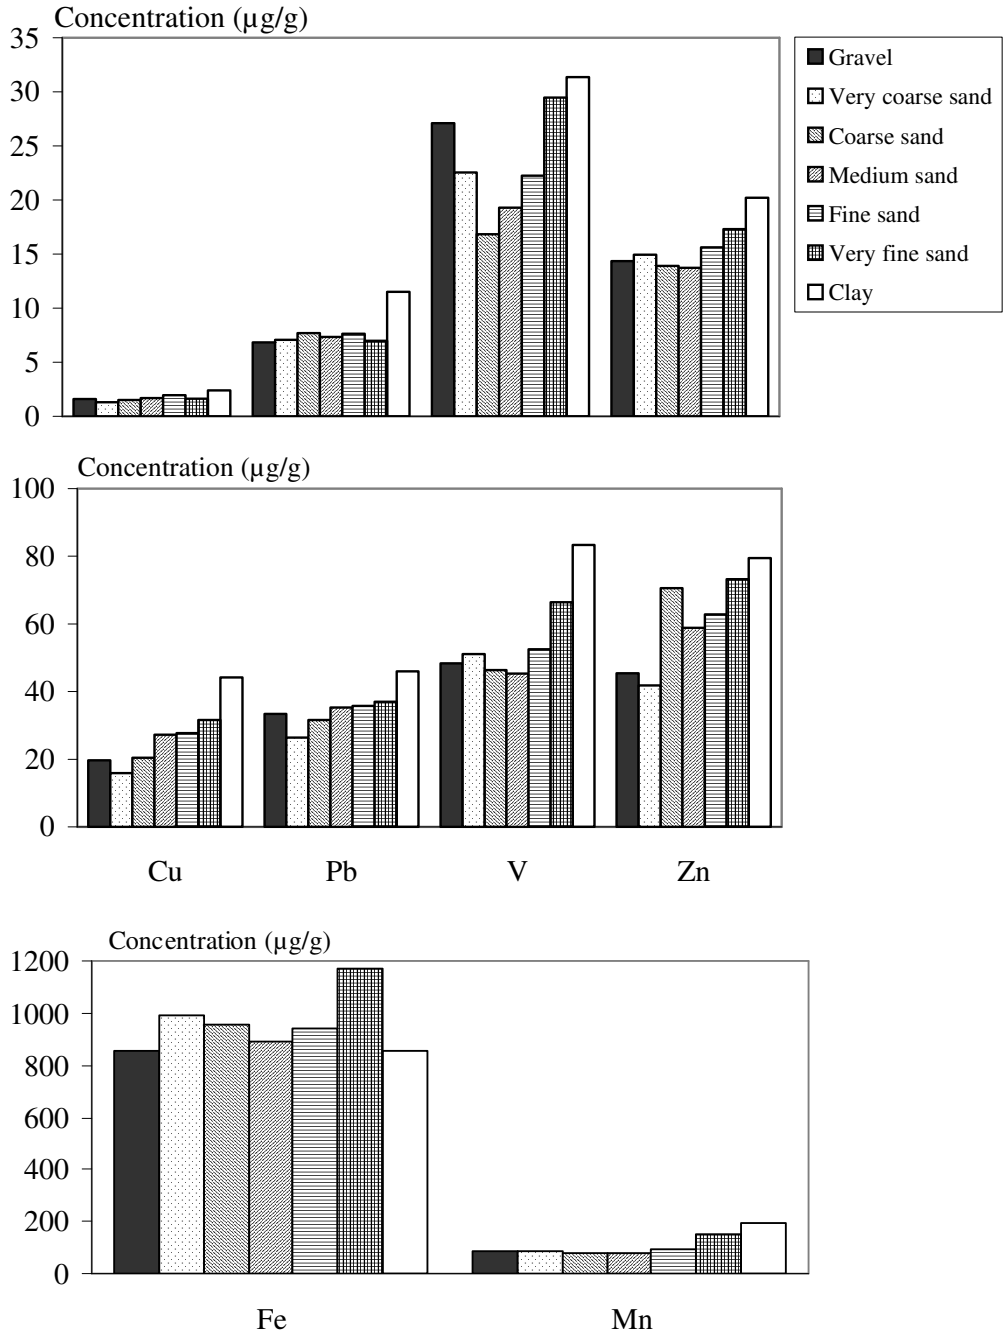 Concentration (µg/g)
35
30
25
20
15
10
5
0
Gravel
Very coarse sand
Coarse sand
Medium sand
Fine sand
Very fine sand
Clay
Concentration (µg/g)
100
80
60
40
20
0
Cu Pb V Zn
Concentration (µg/g)
1200
1000
800
600
400
200
0
Fe Mn